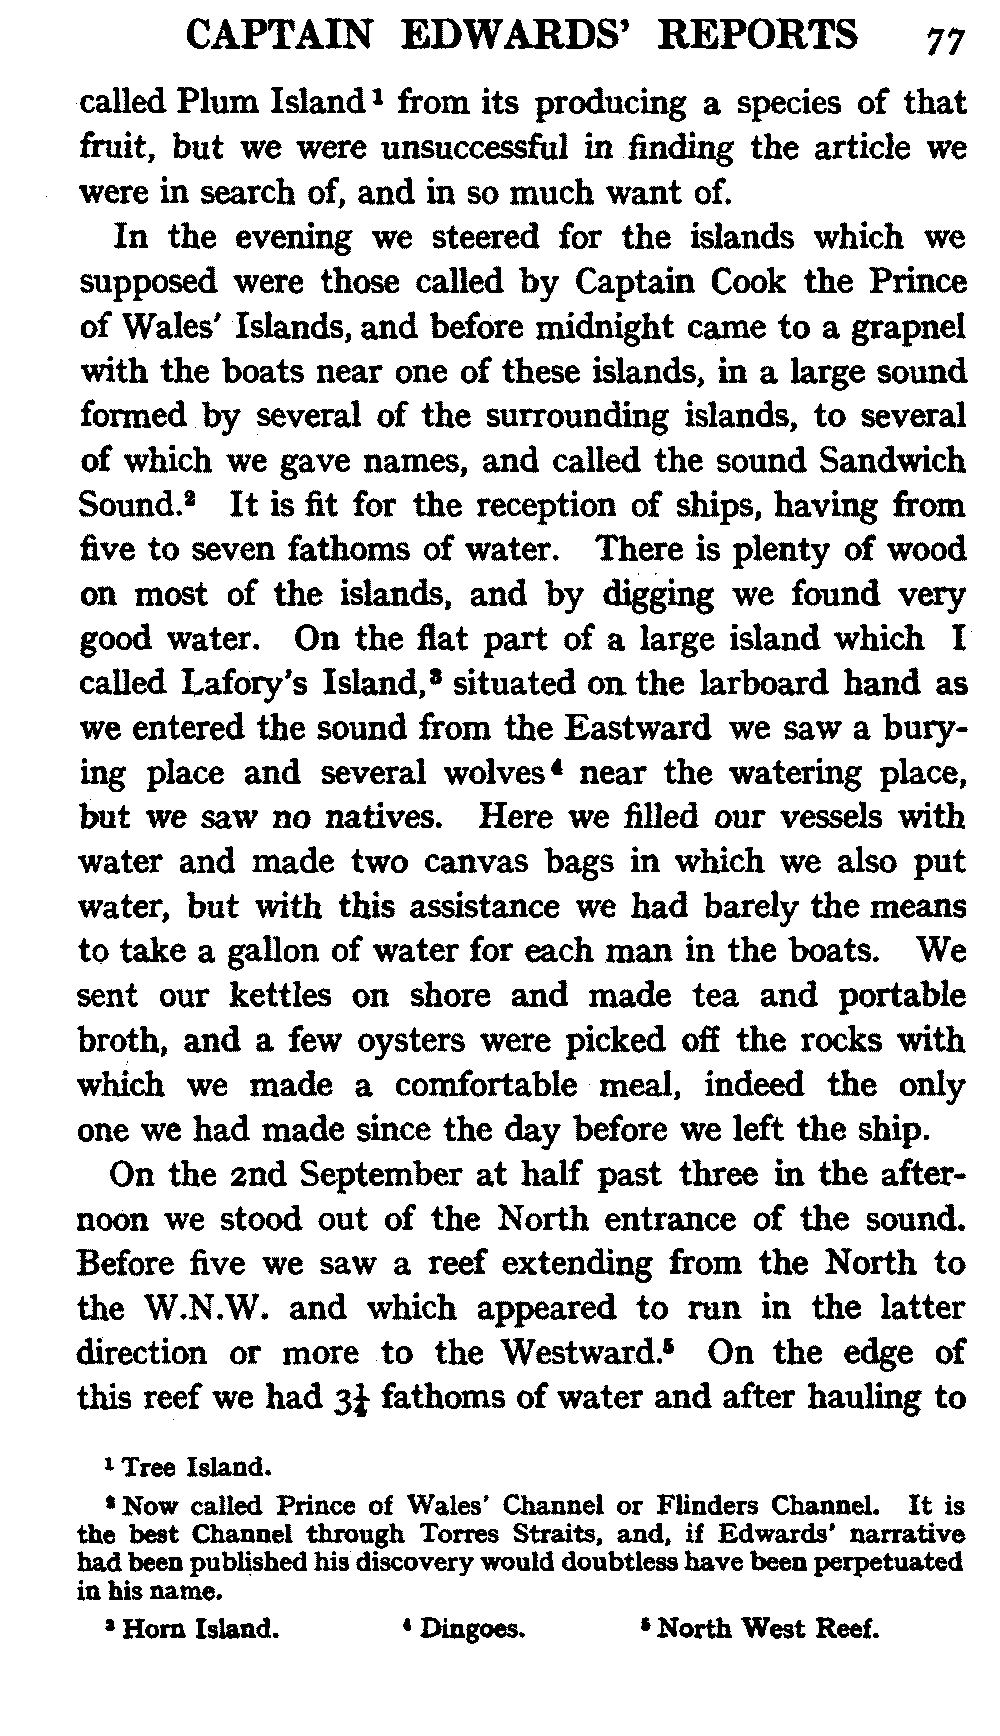 CAPTAIN EDWARDS' REPORTS 77
called Plum Island¹ from its producing a species of that
fruit, but we were unsuccessful in finding the article we
were in search of, and in so much want of.
In the evening we steered for the islands which we
supposed were those called by Captain Cook the Prince
of Wales' Islands, and before midnight came to a grapnel
with the boats near one of these islands, in a large sound
formed by several of the surrounding islands, to several
of which we gave names, and called the sound Sandwich
Sound.² It is fit for the reception of ships, having from
five to seven fathoms of water. There is plenty of wood
on most of the islands, and by digging we found very
good water. On the flat part of a large island which I
called Lafory's Island,³ situated on the larboard hand as
we entered the sound from the Eastward we saw a bury-
ing place and several wolves⁴ near the watering place,
but we saw no natives. Here we filled our vessels with
water and made two canvas bags in which we also put
water, but with this assistance we had barely the means
to take a gallon of water for each man in the boats. We
sent our kettles on shore and made tea and portable
broth, and a few oysters were picked off the rocks with
which we made a comfortable meal, indeed the only
one we had made since the day before we left the ship.
On the 2nd September at half past three in the after-
noon we stood out of the North entrance of the sound.
Before five we saw a reef extending from the North to
the W.N.W. and which appeared to run in the latter
direction or more to the Westward.⁵ On the edge of
this reef we had 3½ fathoms of water and after hauling to
¹ Tree Island.
² Now called Prince of Wales' Channel or Flinders Channel. It is
the best Channel through Torres Straits, and, if Edwards' narrative
had been published his discovery would doubtless have been perpetuated
in his name.
³ Horn Island. ⁴ Dingoes. ⁵ North West Reef.